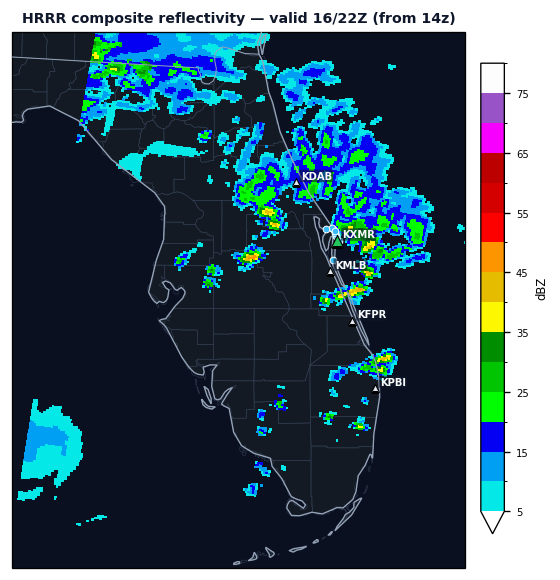 HRRR composite reflectivity — valid 16/22Z (from 14z)
KDAB
KXMR
KMLB
KFPR
KPBI
75
65
55
45
35
25
15
5
dBZ